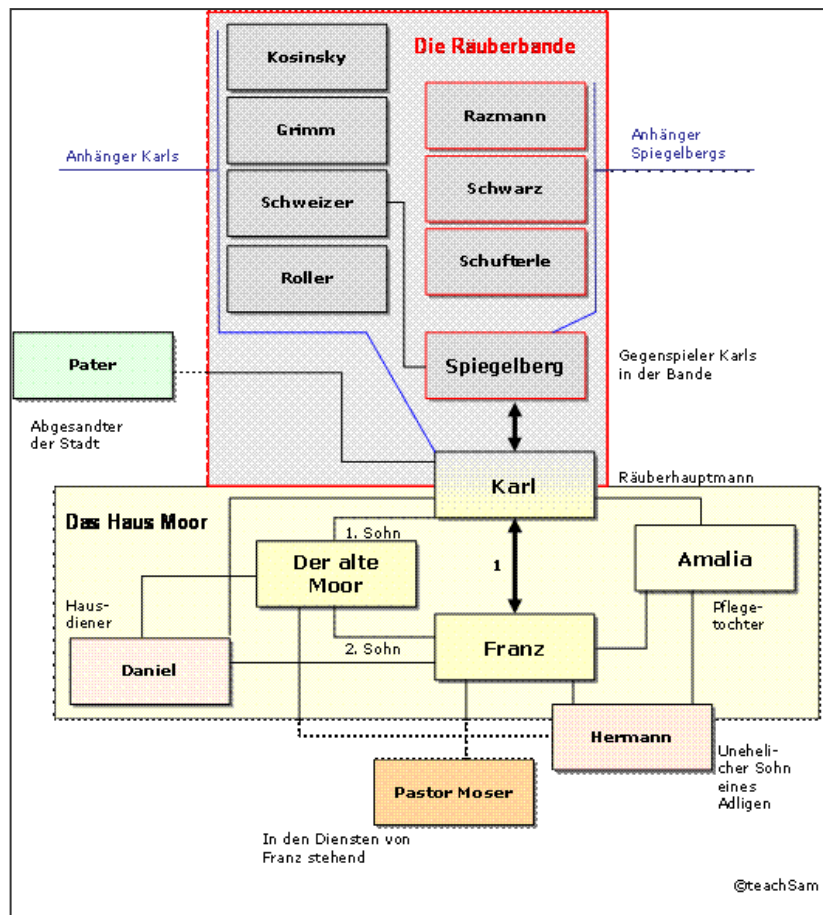 Die Räuberbande
Kosinsky
Grimm
Schweizer
Roller
Razmann
Schwarz
Schufterle
Anhänger Karls
Anhänger
Spiegelbergs
Pater
Abgesandter
der Stadt
Spiegelberg
Gegenspieler Karls
in der Bande
Karl
Räuberhauptmann
Das Haus Moor
1. Sohn
Der alte
Moor
1
Amalia
Haus-
diener
Pflege-
tochter
Daniel
2. Sohn
Franz
Hermann
Uneheli-
cher Sohn
eines
Adligen
Pastor Moser
In den Diensten von
Franz stehend
©teachSam